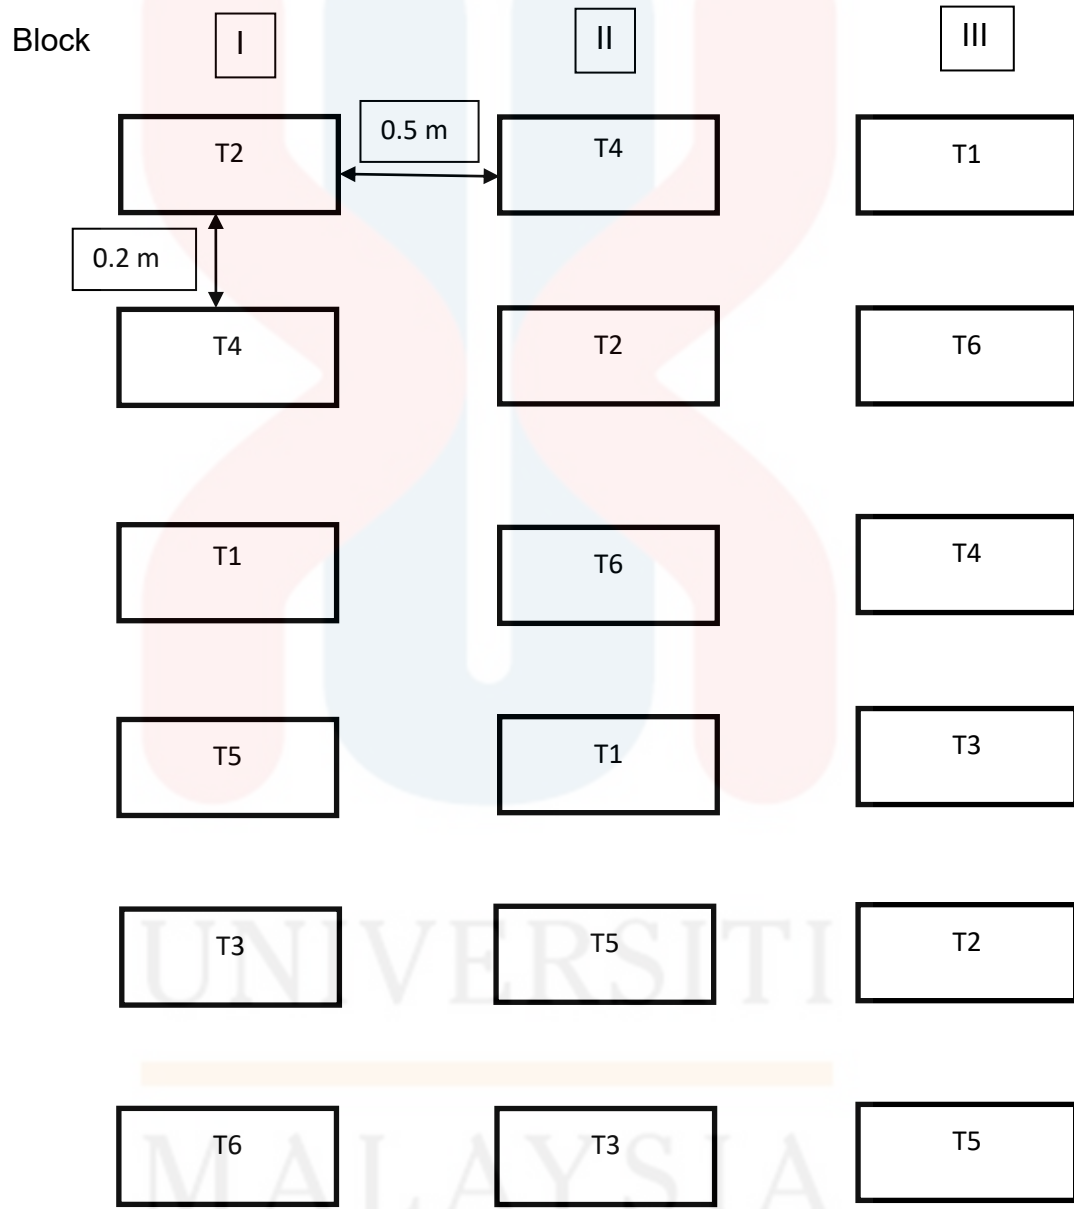 Block I II III
T2 0.5 m T4 T1
0.2 m
T4 T2 T6
T1 T6 T4
T5 T1 T3
T3 T5 T2
UNIVERSITI
T6 T3 T5
MALAYSIA